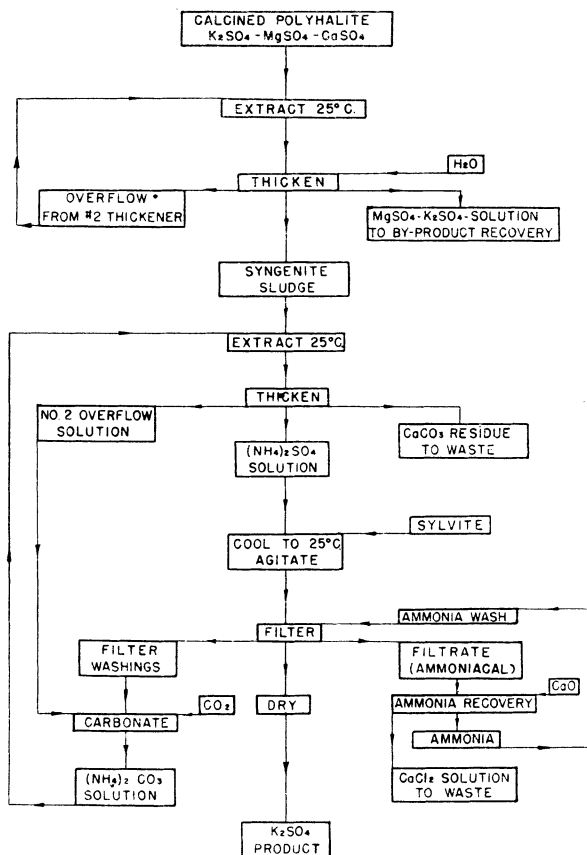 CALCINED POLYHALITE
K₂SO₄-MgSO₄-CaSO₄
EXTRACT 25°C.
H₂O
THICKEN
OVERFLOW *
FROM #2 THICKENER
MgSO₄-K₂SO₄-SOLUTION
TO BY-PRODUCT RECOVERY
SYNGENITE
SLUDGE
EXTRACT 25°C.
THICKEN
NO. 2 OVERFLOW
SOLUTION
CaCO₃ RESIDUE
TO WASTE
(NH₄)₂SO₄
SOLUTION
SYLVITE
COOL TO 25°C.
AGITATE
AMMONIA WASH
FILTER
FILTER
WASHINGS
FILTRATE
(AMMONIACAL)
CaO
CO₂
DRY
AMMONIA RECOVERY
CARBONATE
AMMONIA
(NH₄)₂ CO₃
SOLUTION
CaCl₂ SOLUTION
TO WASTE
K₂SO₄
PRODUCT